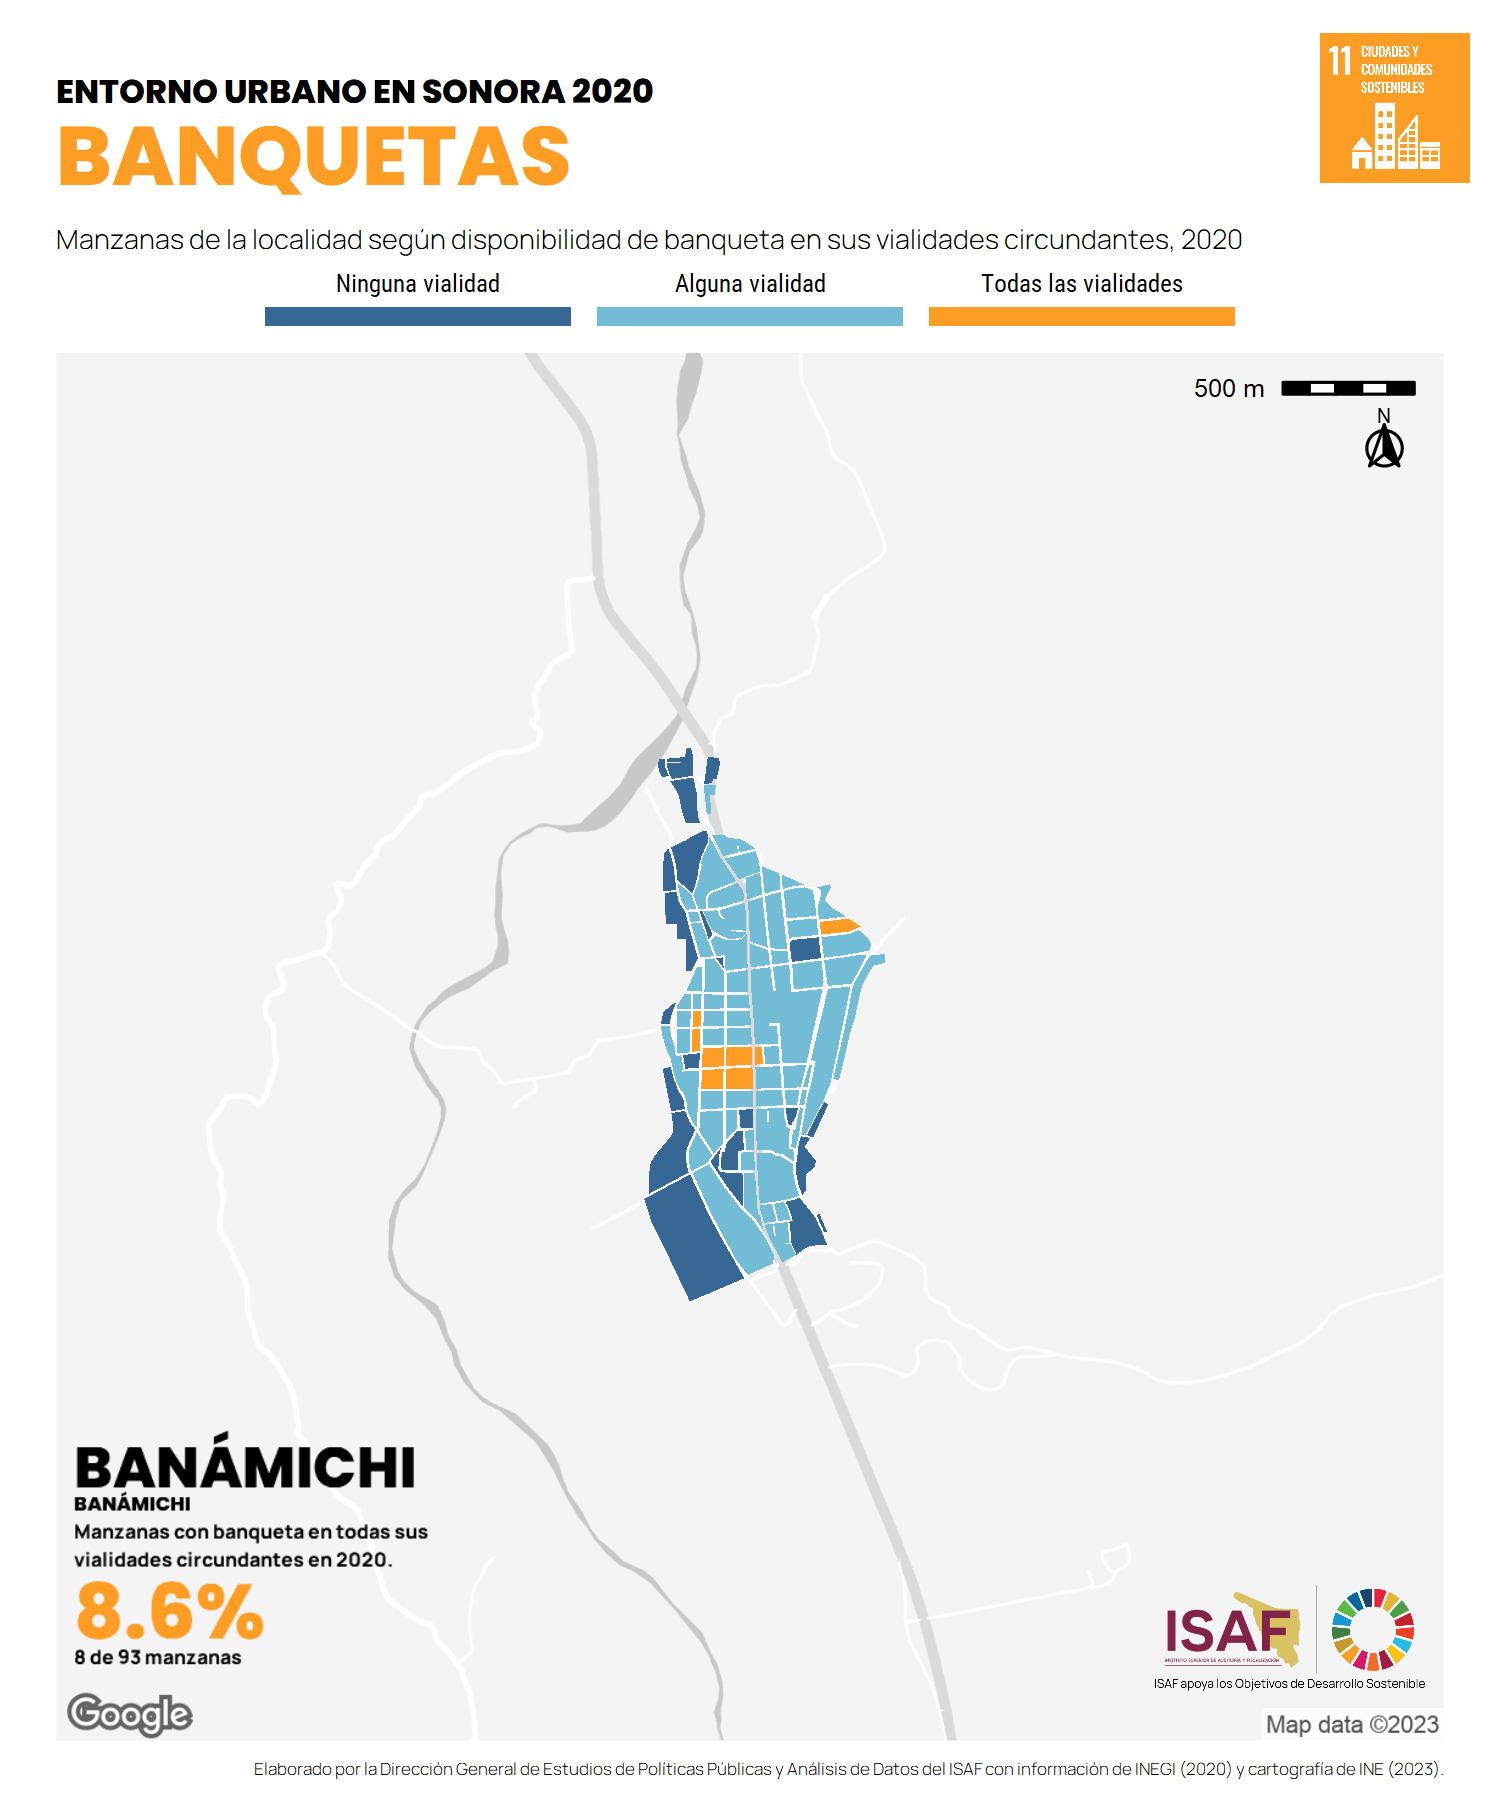 ENTORNO URBANO EN SONORA 2020
BANQUETAS
11 CIUDADES Y
COMUNIDADES
SOSTENIBLES
Manzanas de la localidad según disponibilidad de banqueta en sus vialidades circundantes, 2020
Ninguna vialidad Alguna vialidad Todas las vialidades
500 m
N
BANÁMICHI
BANÁMICHI
Manzanas con banqueta en todas sus
vialidades circundantes en 2020.
8.6%
8 de 93 manzanas
Google
ISAF
INSTITUTO SUPERIOR DE AUDITORÍA Y FISCALIZACIÓN
ISAF apoya los Objetivos de Desarrollo Sostenible
Map data ©2023
Elaborado por la Dirección General de Estudios de Políticas Públicas y Análisis de Datos del ISAF con información de INEGI (2020) y cartografía de INE (2023).